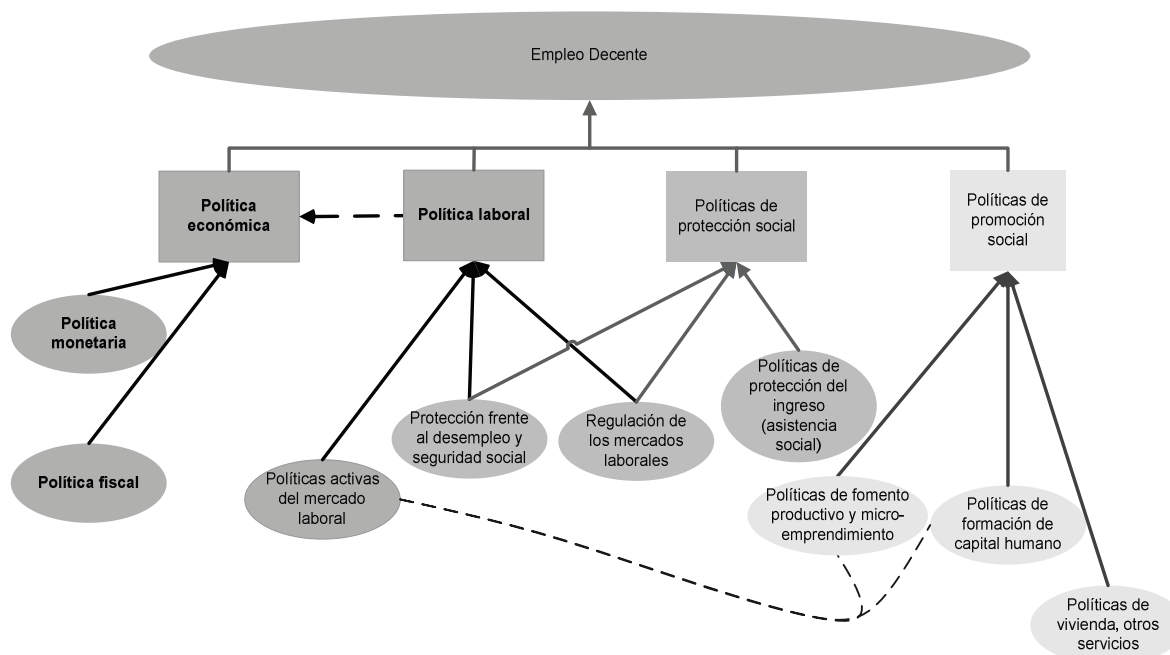 Empleo Decente
Política
económica
Política laboral
Políticas de
protección social
Políticas de
promoción
social
Política
monetaria
Política fiscal
Políticas activas
del mercado
laboral
Protección frente
al desempleo y
seguridad social
Regulación de
los mercados
laborales
Políticas de
protección del
ingreso
(asistencia
social)
Políticas de fomento
productivo y micro-
emprendimiento
Políticas de
formación de
capital humano
Políticas de
vivienda, otros
servicios